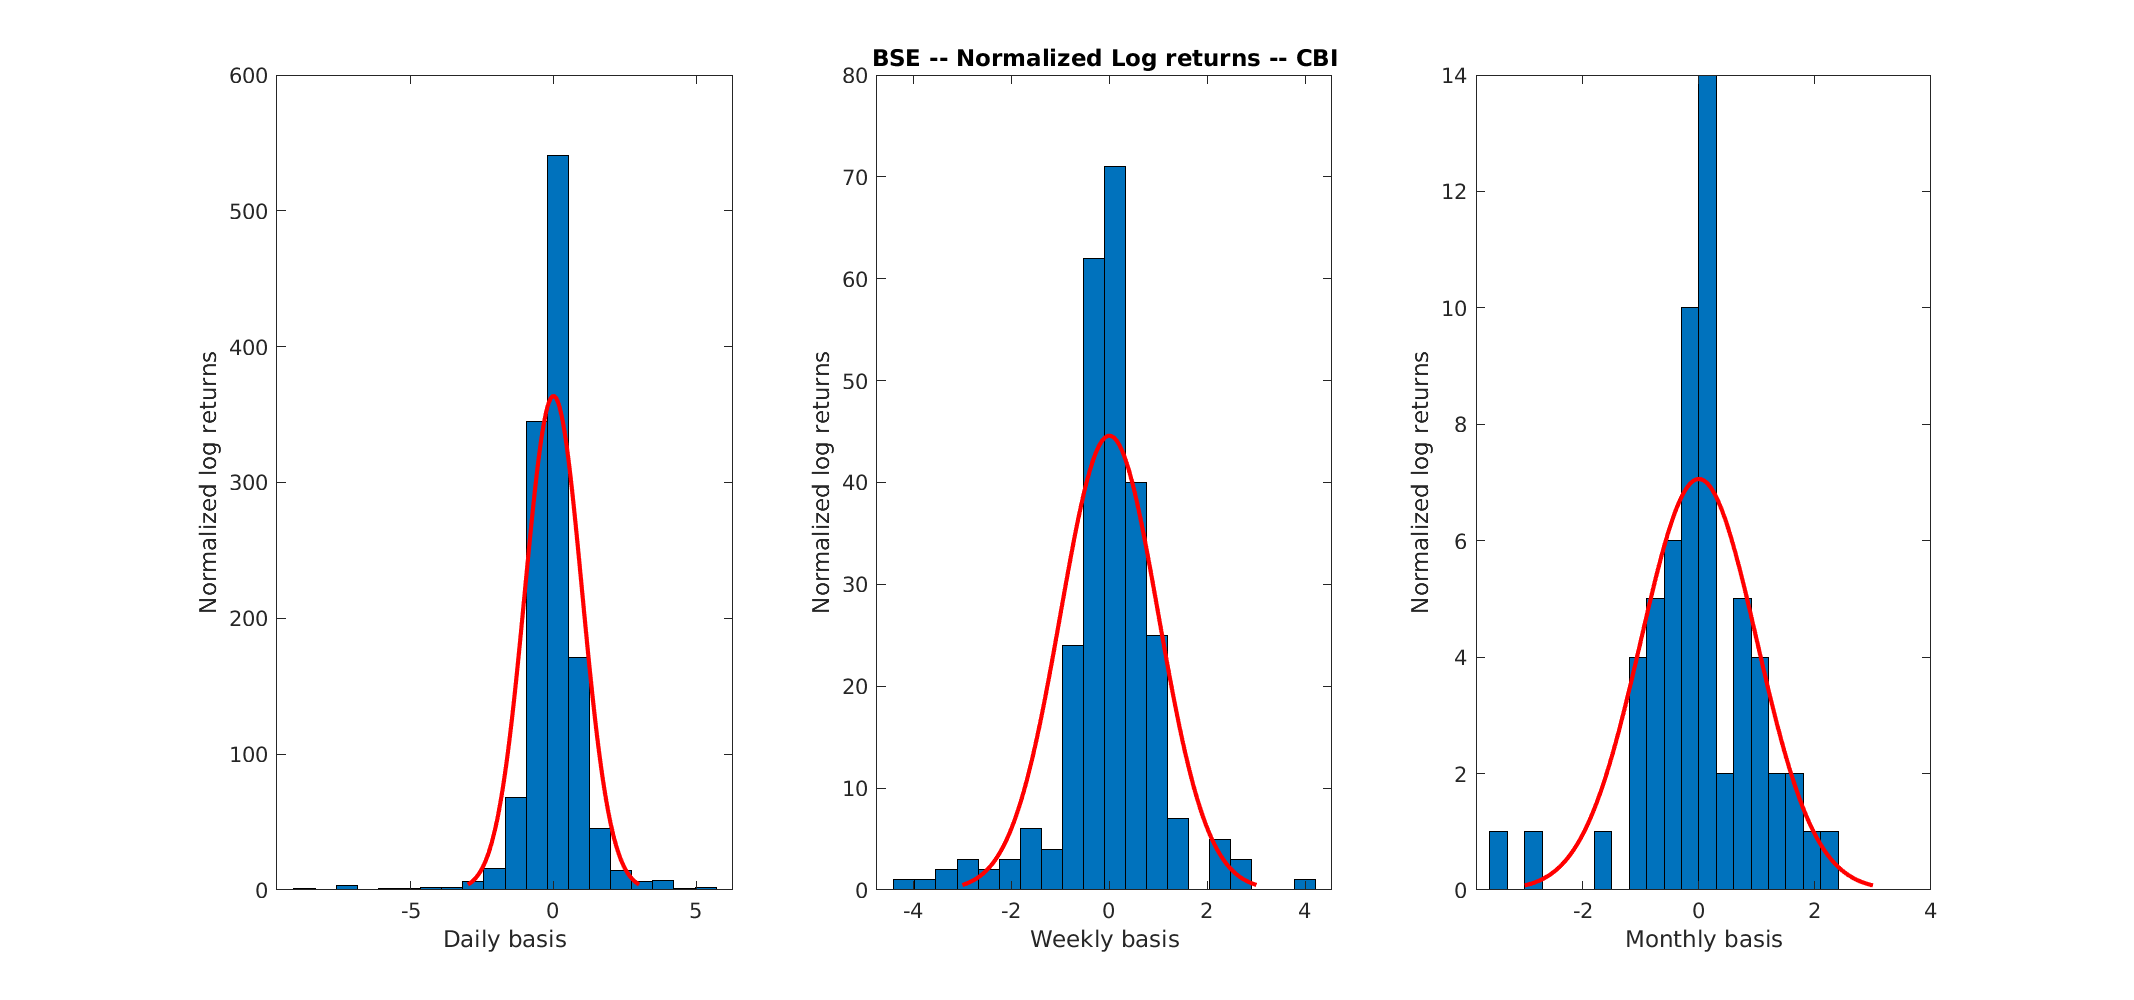 BSE -- Normalized Log returns -- CBI
Normalized log returns
600
500
400
300
200
100
0
-5 0 5
Daily basis
Normalized log returns
80
70
60
50
40
30
20
10
0
-4 -2 0 2 4
Weekly basis
Normalized log returns
14
12
10
8
6
4
2
0
-2 0 2 4
Monthly basis